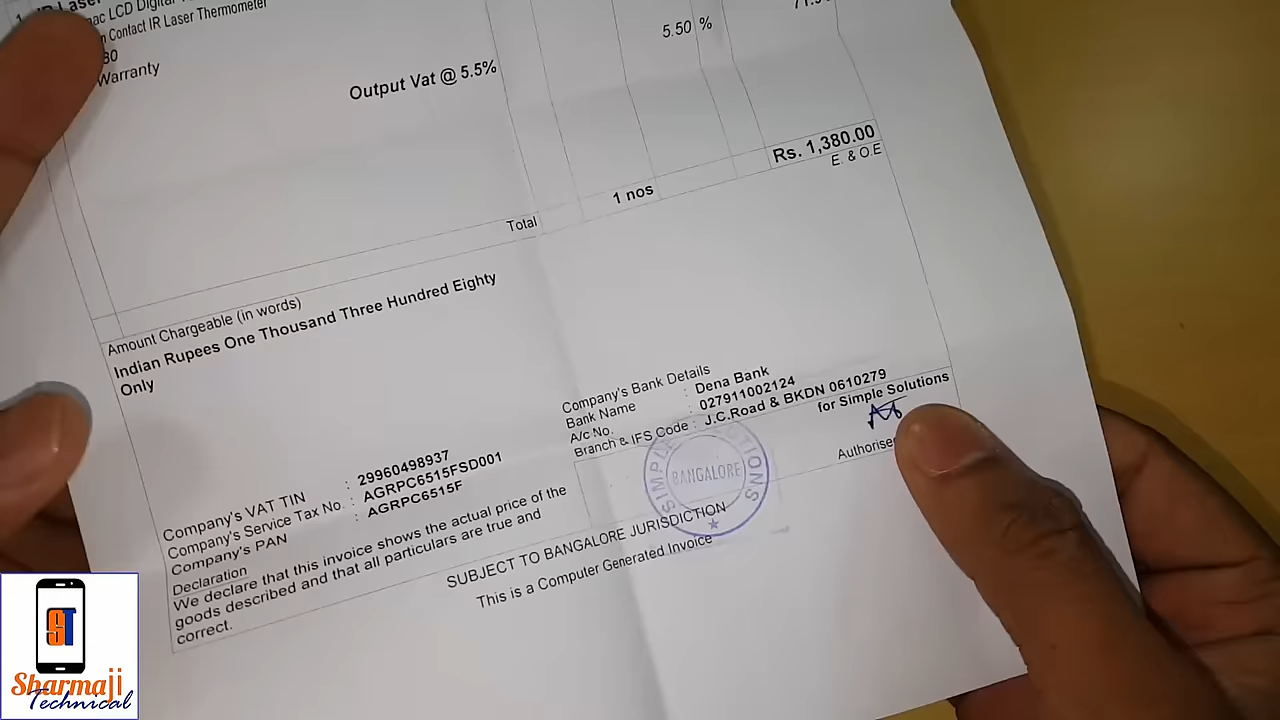 1. IR Laser
LCD Digital
Contact IR Laser Thermometer
Warranty
Output Vat @ 5.5%
5.50 %
Total
1 nos
Rs. 1,380.00
E. & O.E
Amount Chargeable (in words)
Indian Rupees One Thousand Three Hundred Eighty
Only
Company's Bank Details
Bank Name : Dena Bank
A/c No. : 027911002124
Branch & IFS Code : J.C.Road & BKDN 0610279
for Simple Solutions
Authorise
Company's VAT TIN : 29960498937
Company's Service Tax No. : AGRPC6515FSD001
Company's PAN : AGRPC6515F
Declaration
We declare that this invoice shows the actual price of the
goods described and that all particulars are true and
correct.
BANGALORE
SUBJECT TO BANGALORE JURISDICTION
This is a Computer Generated Invoice
ST
Sharmaji
Technical